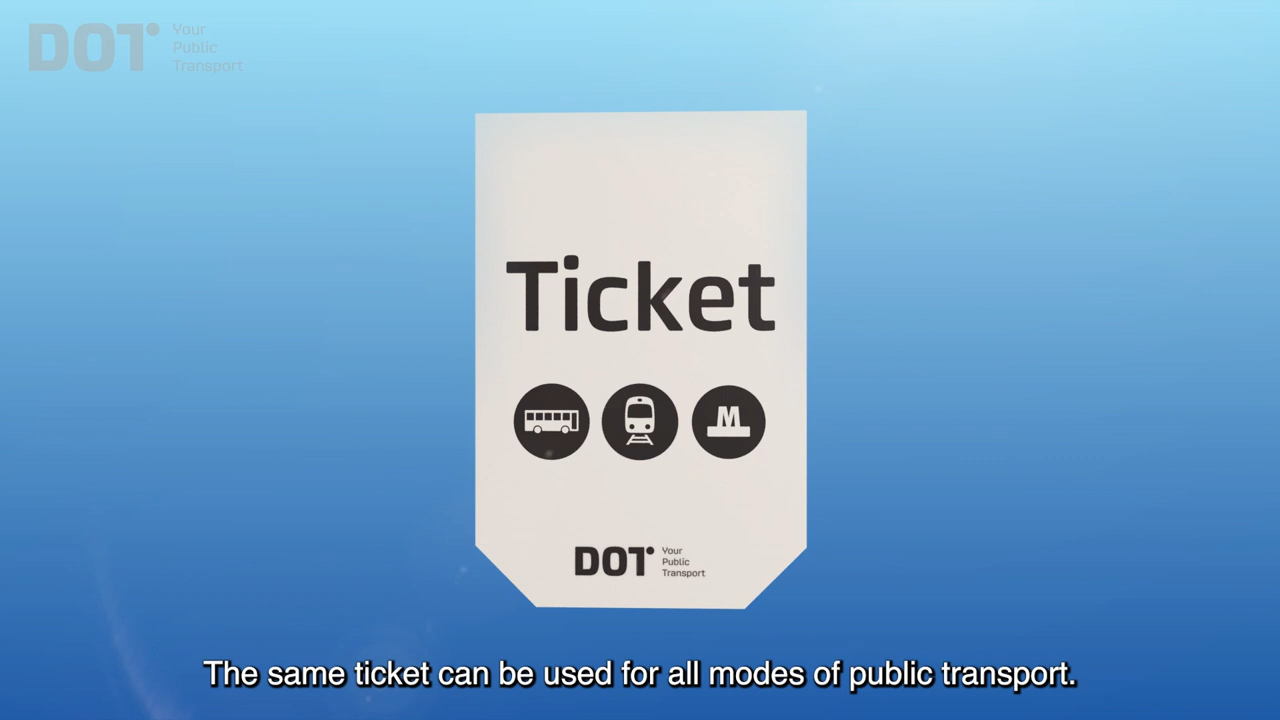 DOT Your
Public
Transport
Ticket
M
DOT Your
Public
Transport
The same ticket can be used for all modes of public transport.